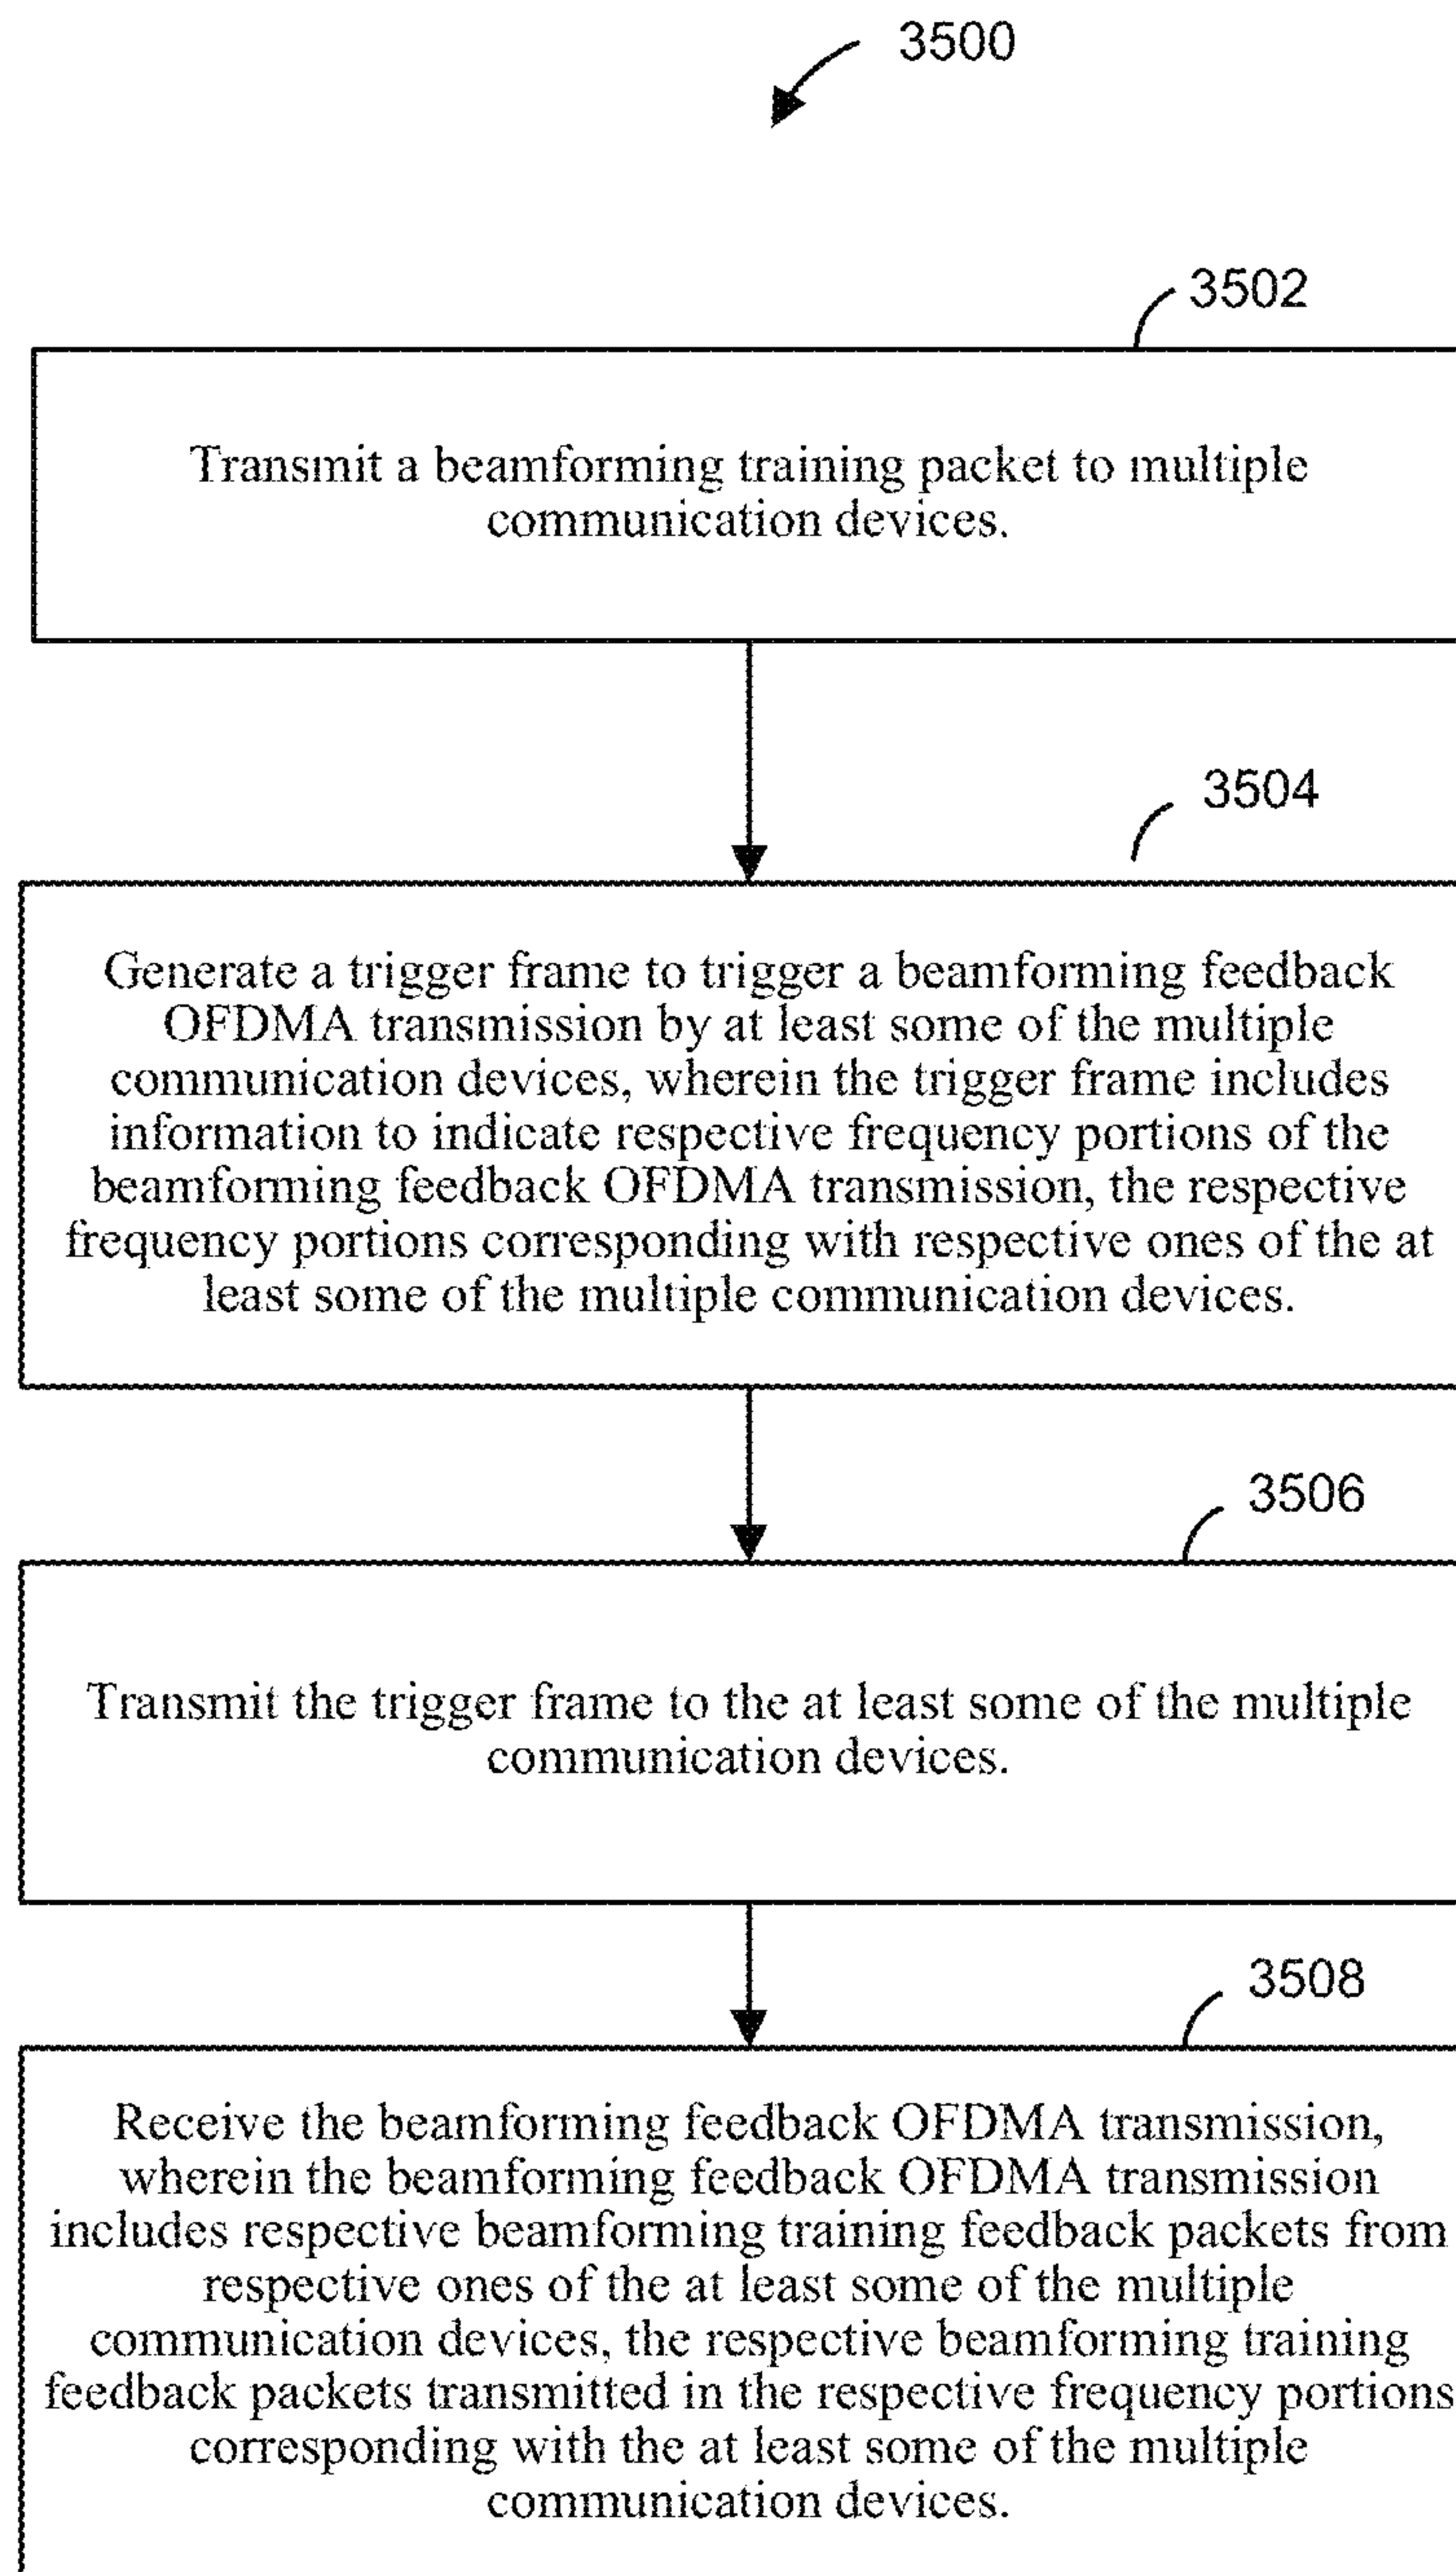 3500
3502
Transmit a beamforming training packet to multiple
communication devices.
3504
Generate a trigger frame to trigger a beamforming feedback
OFDMA transmission by at least some of the multiple
communication devices, wherein the trigger frame includes
information to indicate respective frequency portions of the
beamforming feedback OFDMA transmission, the respective
frequency portions corresponding with respective ones of the at
least some of the multiple communication devices.
3506
Transmit the trigger frame to the at least some of the multiple
communication devices.
3508
Receive the beamforming feedback OFDMA transmission,
wherein the beamforming feedback OFDMA transmission
includes respective beamforming training feedback packets from
respective ones of the at least some of the multiple
communication devices, the respective beamforming training
feedback packets transmitted in the respective frequency portions
corresponding with the at least some of the multiple
communication devices.